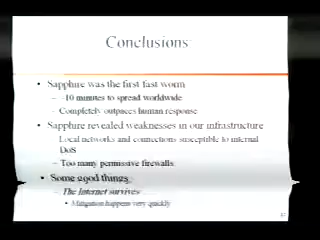 Conclusions
• Sapphire was the first fast worm
– ~10 minutes to spread worldwide
– Completely outpaces human response
• Sapphire revealed weaknesses in our infrastructure
– Local networks and connections susceptible to internal
DoS
– Too many permissive firewalls
• Some good things
– The Internet survives
• Mitigation happens very quickly